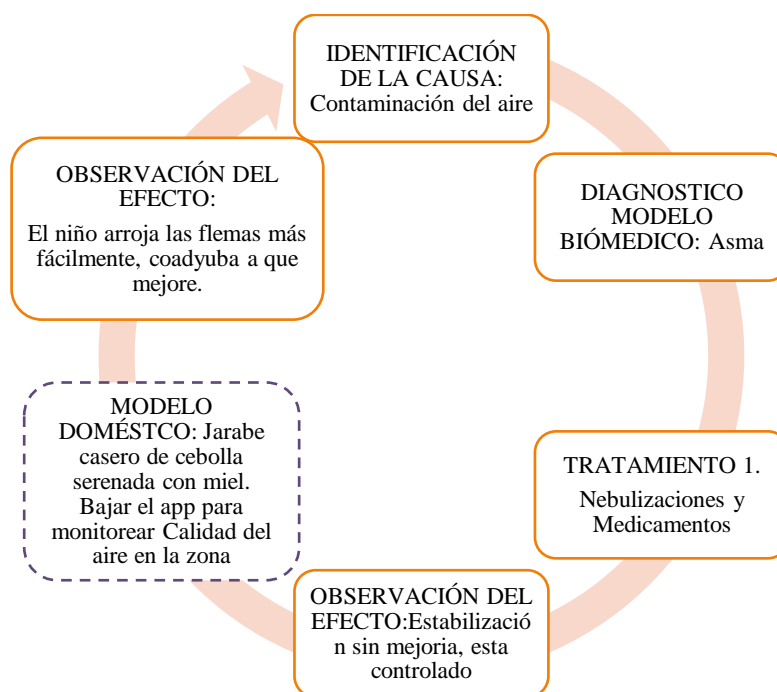 IDENTIFICACIÓN
DE LA CAUSA:
Contaminación del aire
DIAGNOSTICO
MODELO
BIÓMEDICO: Asma
TRATAMIENTO 1.
Nebulizaciones y
Medicamentos
OBSERVACIÓN DEL
EFECTO:Estabilizació
n sin mejoria, esta
controlado
MODELO
DOMÉSTCO: Jarabe
casero de cebolla
serenada con miel.
Bajar el app para
monitorear Calidad del
aire en la zona
OBSERVACIÓN DEL
EFECTO:
El niño arroja las flemas más
fácilmente, coadyuba a que
mejore.